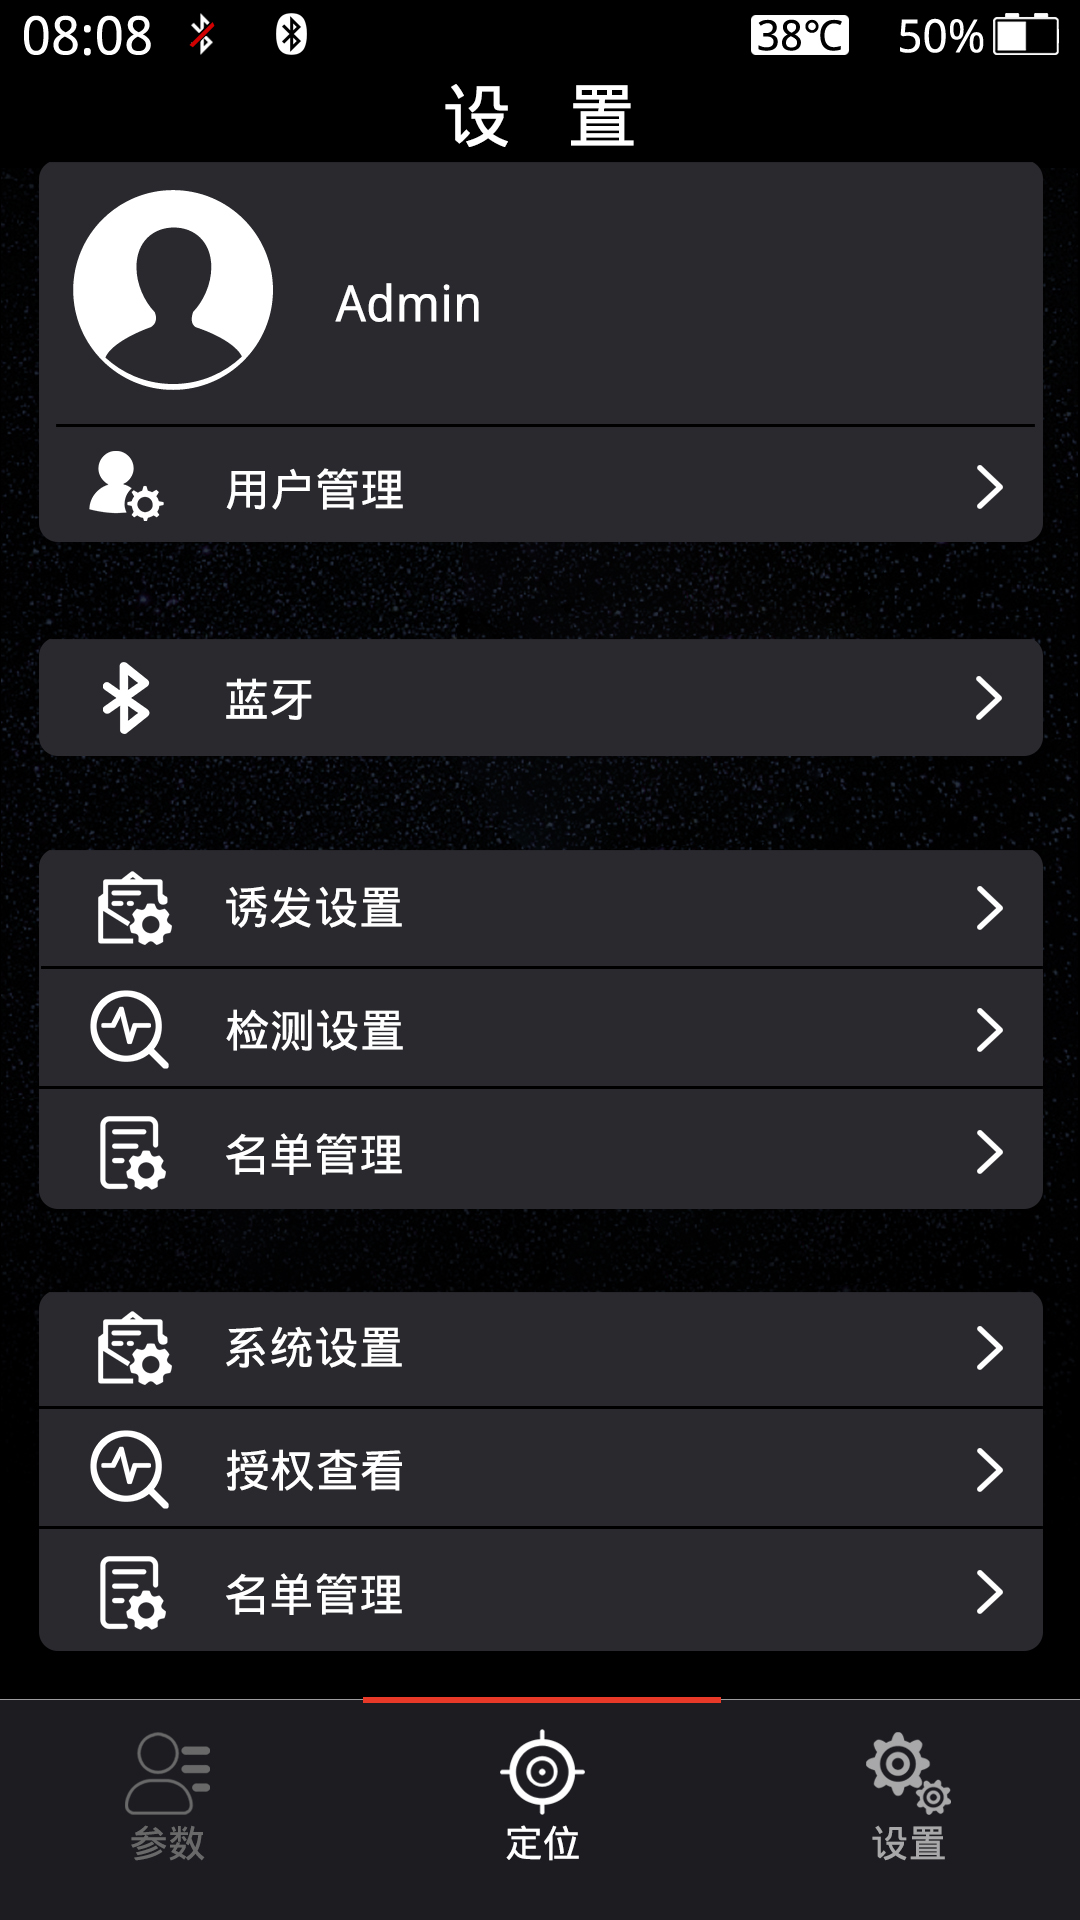 08:08 38℃ 50%
设 置
Admin
用户管理
蓝牙
诱发设置
检测设置
名单管理
系统设置
授权查看
名单管理
参数 定位 设置